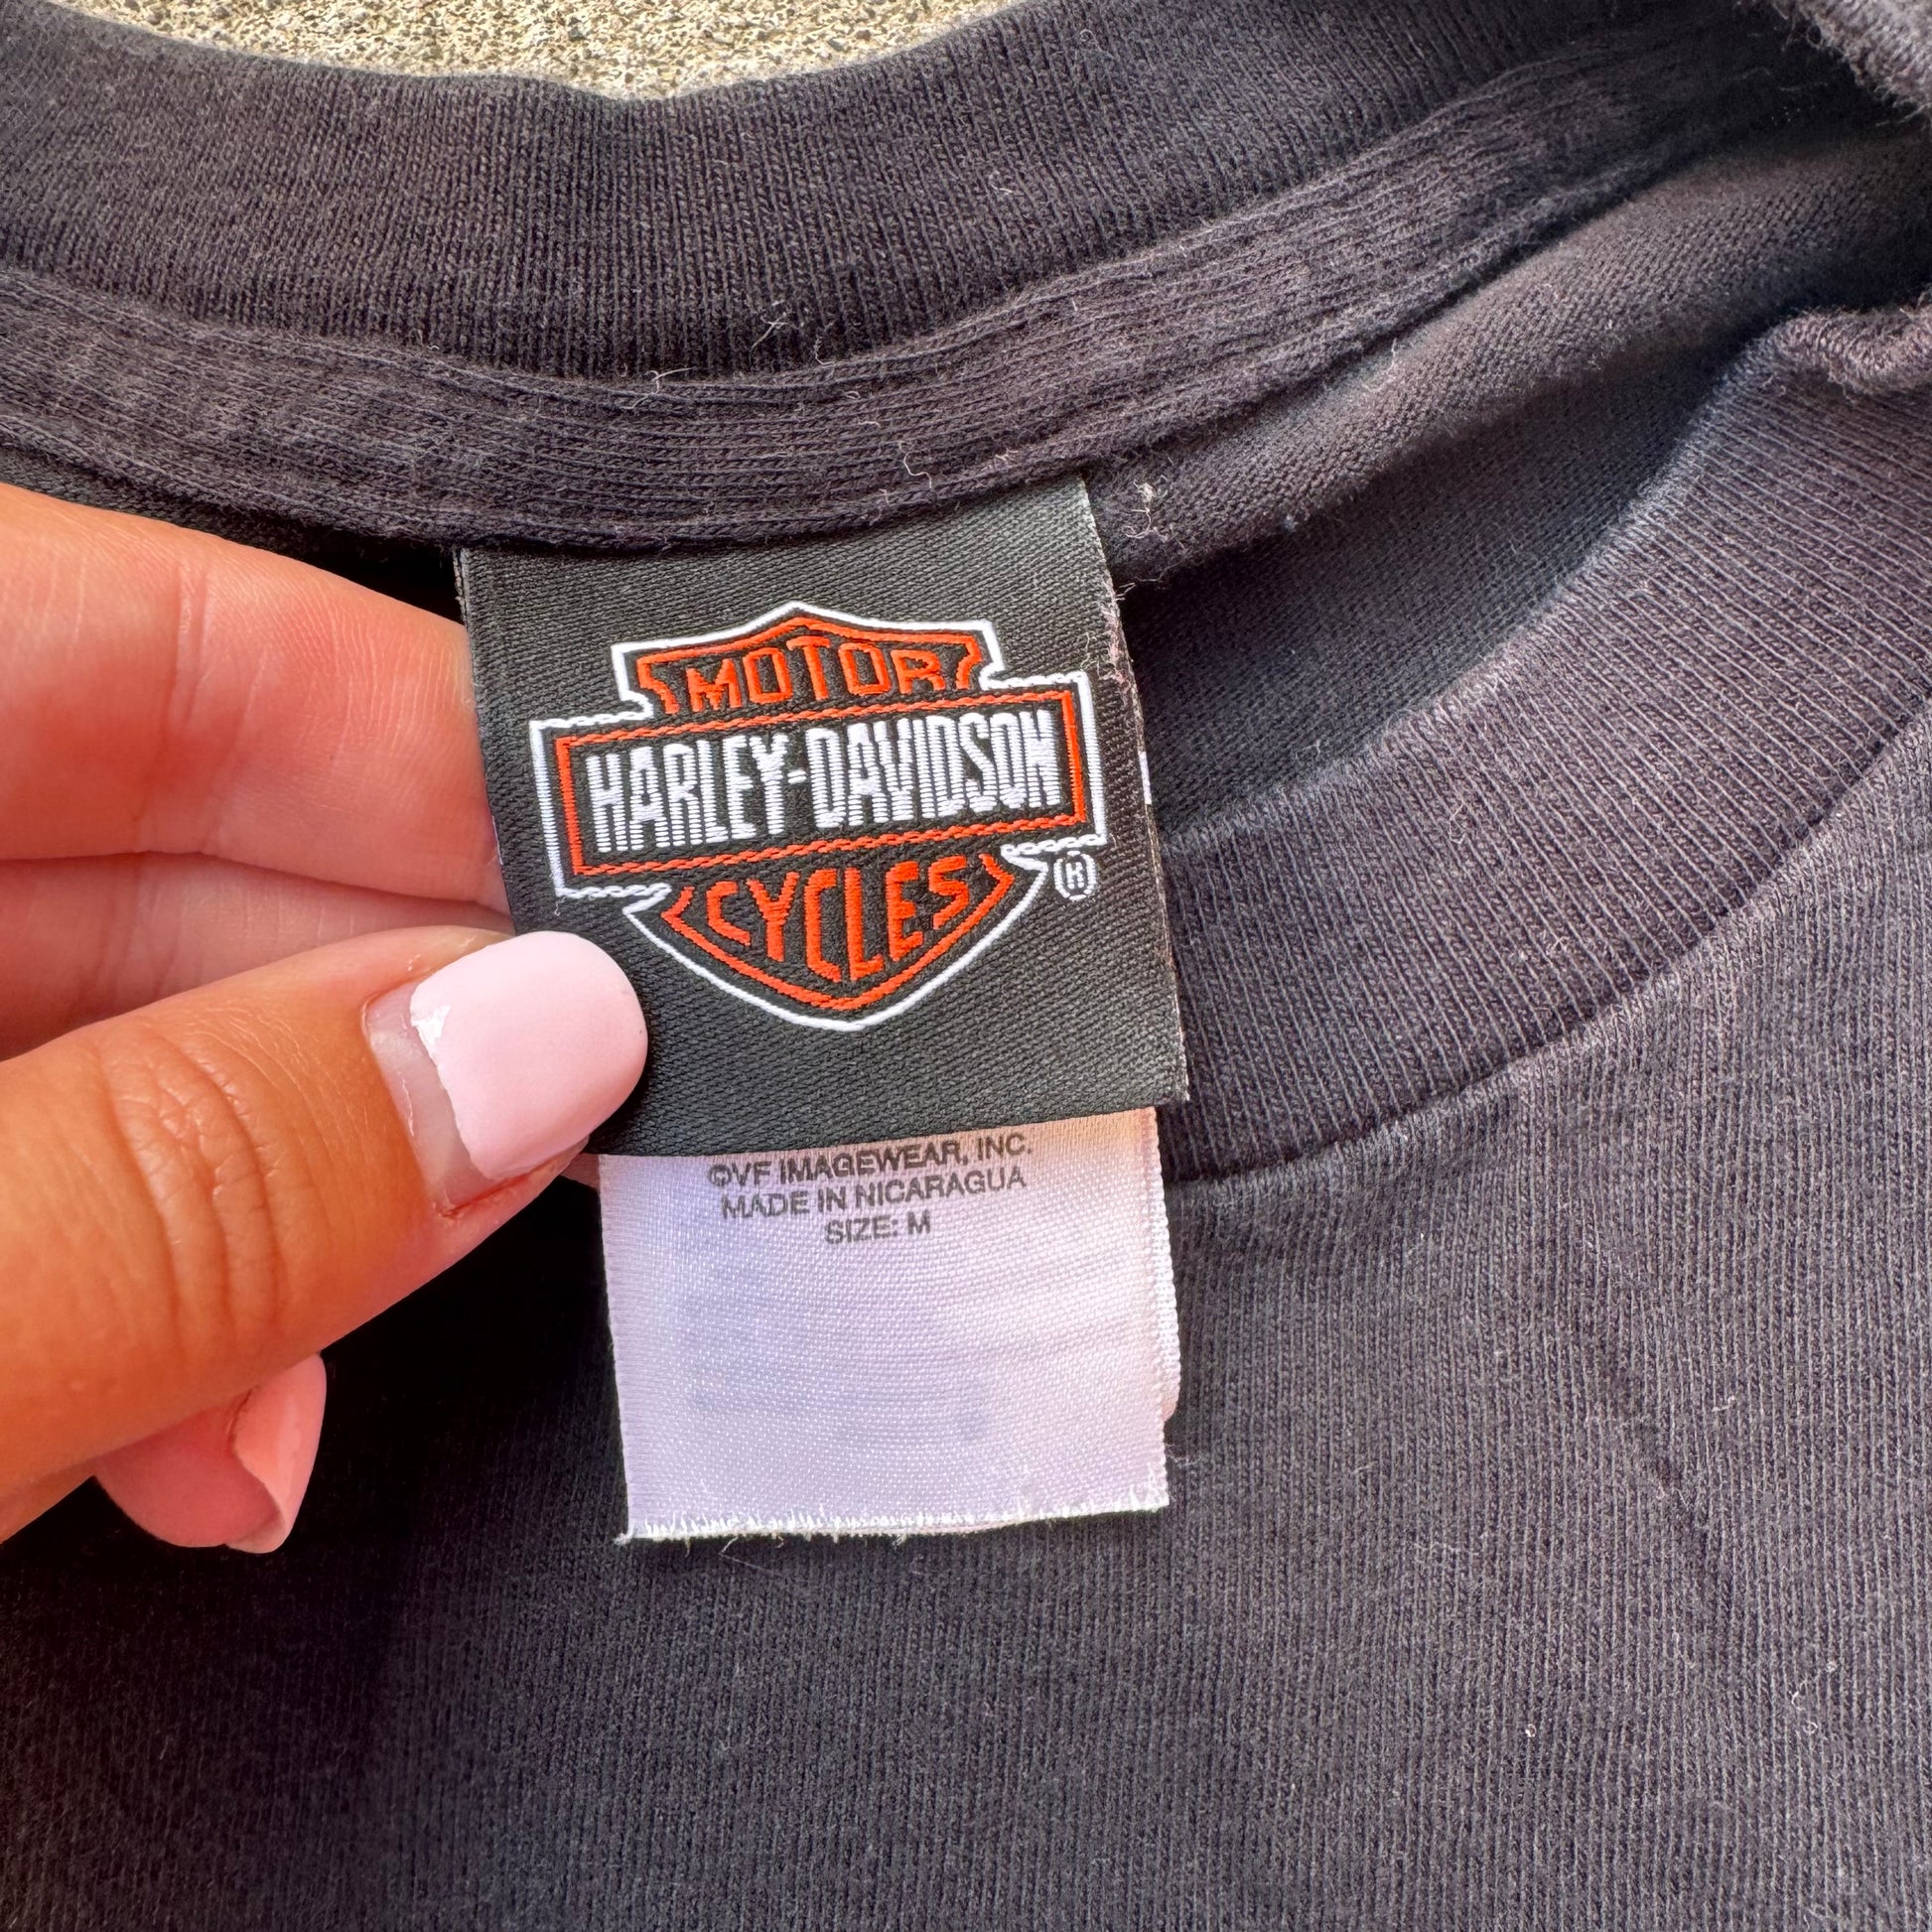 MOTOR
HARLEY-DAVIDSON
CYCLES
®
©VF IMAGEWEAR, INC.
MADE IN NICARAGUA
SIZE: M